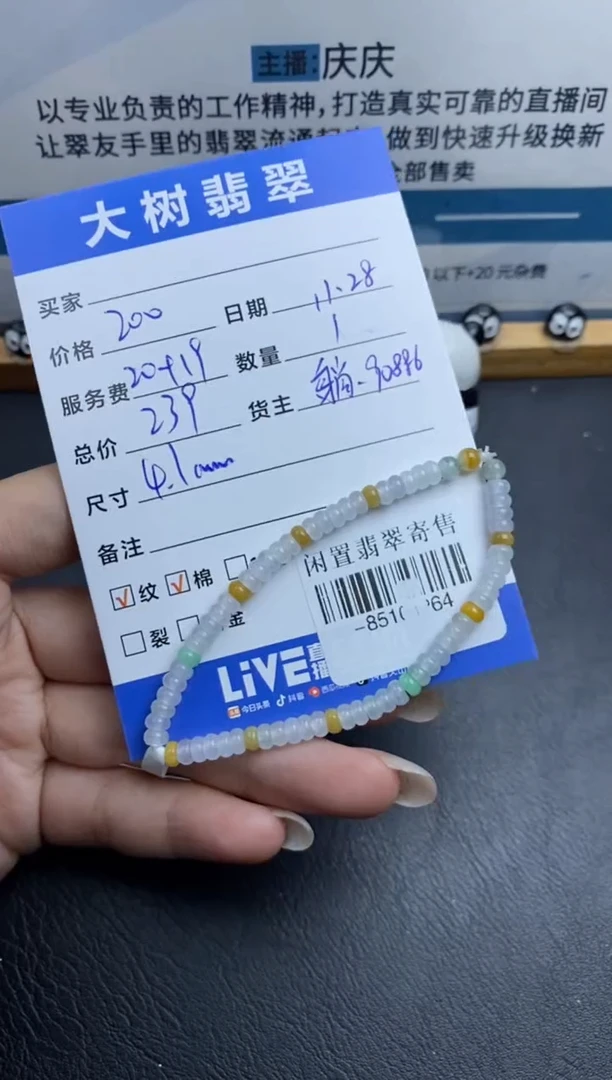 主播:庆庆
以专业负责的工作精神,打造真实可靠的直播间
让翠友手里的翡翠流通 做到快速升级换新
全部售卖
以下+20元杂费
大树翡翠
买家
价格 200 日期 11.28
服务费 20+19 数量 1
总价 239 货主 躺-90896
尺寸 4.1mm
备注
纹 棉
裂
闲置翡翠寄售
LiVE 直播
今日头条 抖音